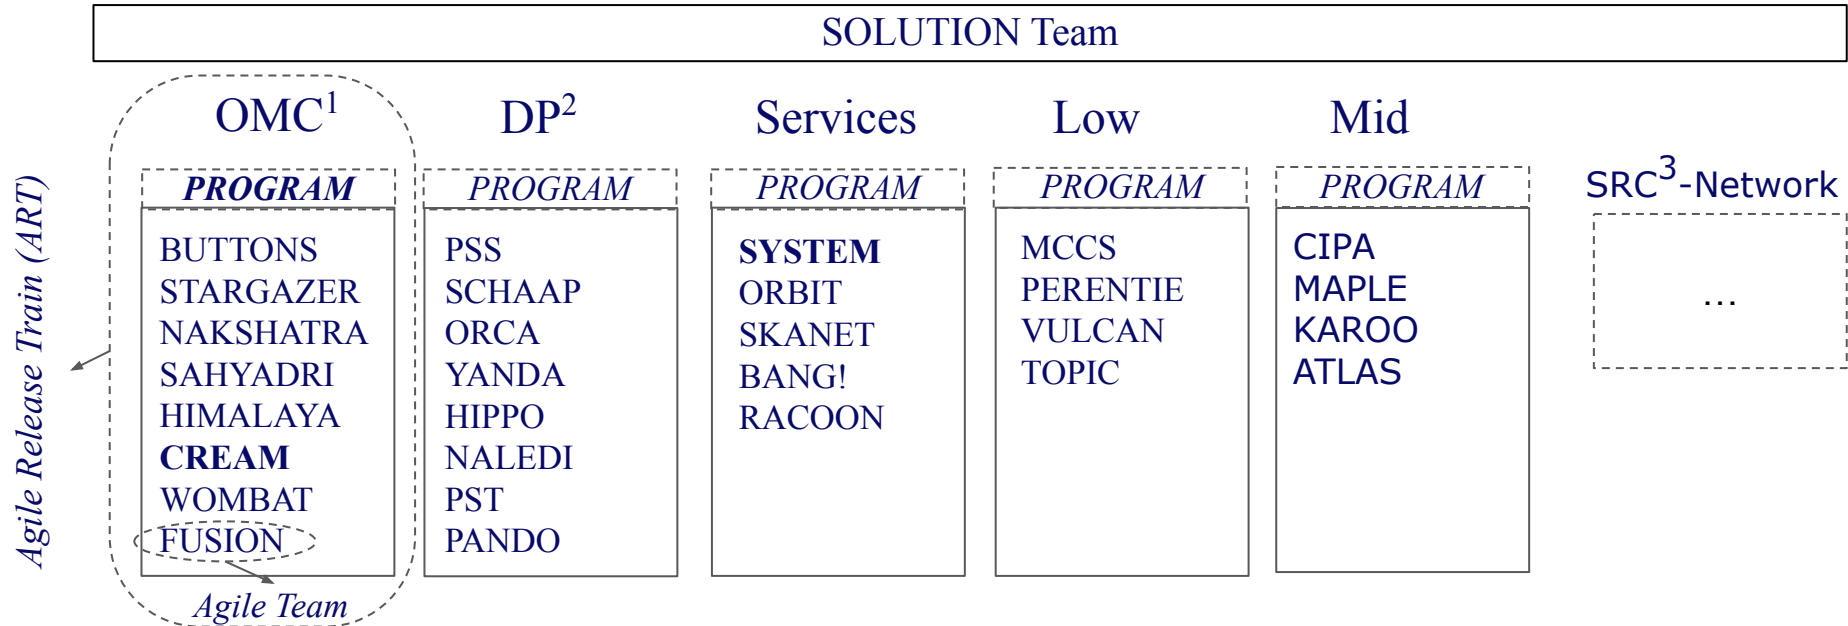 SOLUTION Team
Agile Release Train (ART)
OMC¹
PROGRAM
BUTTONS
STARGAZER
NAKSHATRA
SAHYADRI
HIMALAYA
CREAM
WOMBAT
FUSION
Agile Team
DP²
PROGRAM
PSS
SCHAAP
ORCA
YANDA
HIPPO
NALEDI
PST
PANDO
Services
PROGRAM
SYSTEM
ORBIT
SKANET
BANG!
RACOON
Low
PROGRAM
MCCS
PERENTIE
VULCAN
TOPIC
Mid
PROGRAM
CIPA
MAPLE
KAROO
ATLAS
SRC³-Network
...